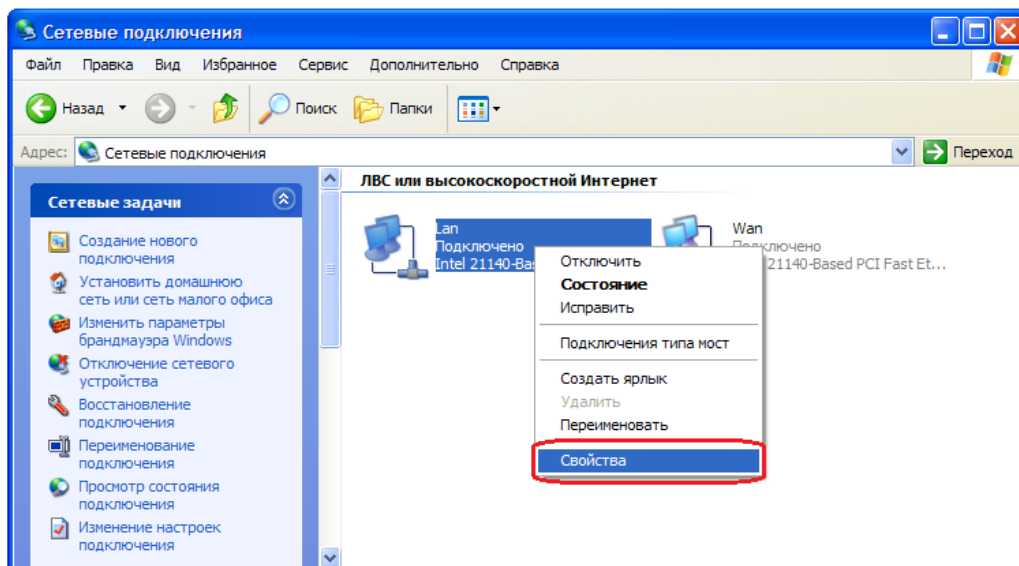 Сетевые подключения
Файл Правка Вид Избранное Сервис Дополнительно Справка
Назад Поиск Папки
Адрес: Сетевые подключения Переход
Сетевые задачи
Создание нового
подключения
Установить домашнюю
сеть или сеть малого офиса
Изменить параметры
брандмауэра Windows
Отключение сетевого
устройства
Восстановление
подключения
Переименование
подключения
Просмотр состояния
подключения
Изменение настроек
подключения
ЛВС или высокоскоростной Интернет
Lan
Подключено
Intel 21140-Bas
Wan
Подключено
21140-Based PCI Fast Et...
Отключить
Состояние
Исправить
Подключения типа мост
Создать ярлык
Удалить
Переименовать
Свойства